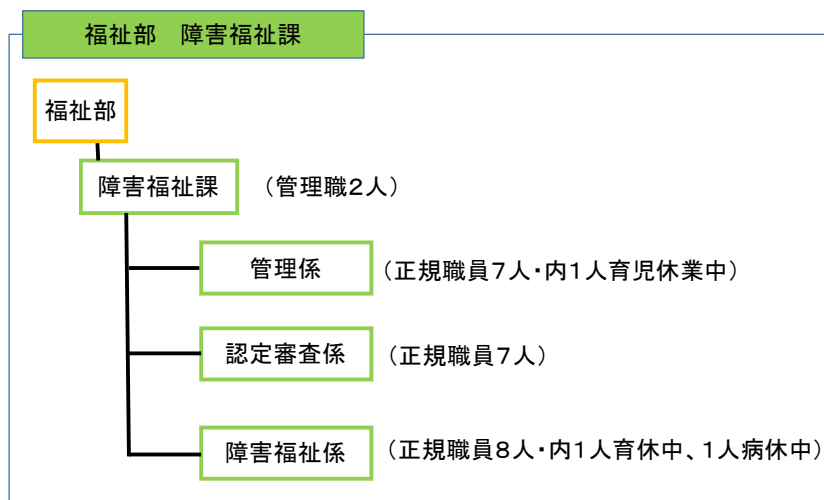 福祉部　障害福祉課
福祉部
障害福祉課　（管理職２人）
管理係　（正規職員７人・内１人育児休業中）
認定審査係　（正規職員７人）
障害福祉係　（正規職員８人・内１人育休中、１人病休中）